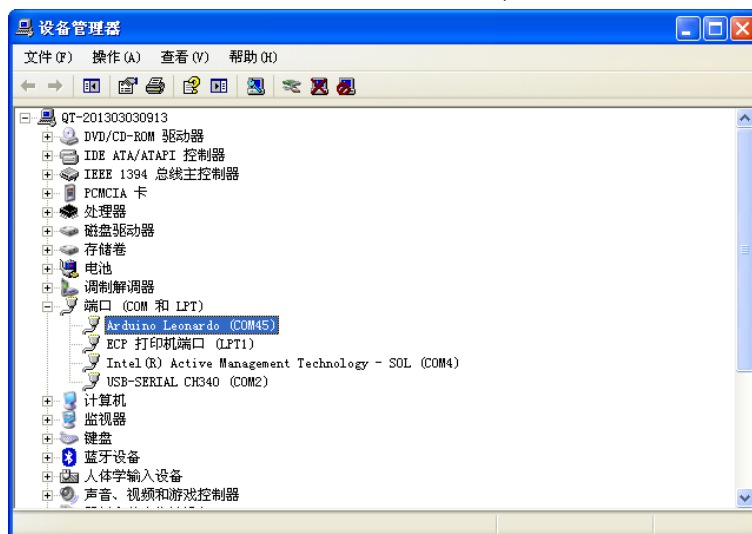 设备管理器
文件(F) 操作(A) 查看(V) 帮助(H)
QT-201303030913
DVD/CD-ROM 驱动器
IDE ATA/ATAPI 控制器
IEEE 1394 总线主控制器
PCMCIA 卡
处理器
磁盘驱动器
存储卷
电池
调制解调器
端口 (COM 和 LPT)
Arduino Leonardo (COM45)
ECP 打印机端口 (LPT1)
Intel(R) Active Management Technology - SOL (COM4)
USB-SERIAL CH340 (COM2)
计算机
监视器
键盘
蓝牙设备
人体学输入设备
声音、视频和游戏控制器